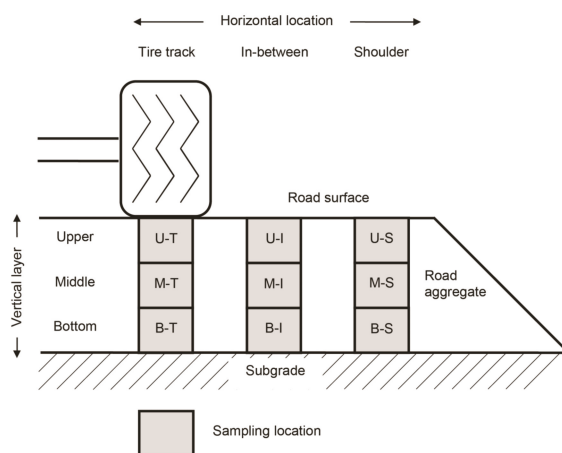 Horizontal location
Tire track In-between Shoulder
Road surface
Vertical layer
Upper U-T U-I U-S
Middle M-T M-I M-S
Road
aggregate
Bottom B-T B-I B-S
Subgrade
Sampling location